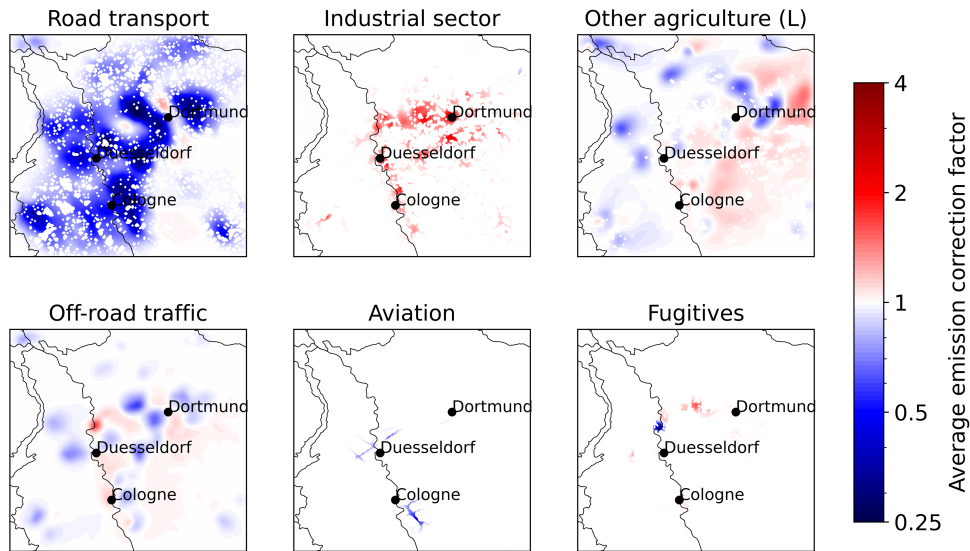 Road transport
Industrial sector
Other agriculture (L)
Dortmund
Duesseldorf
Cologne
Dortmund
Duesseldorf
Cologne
Dortmund
Duesseldorf
Cologne
Off-road traffic
Aviation
Fugitives
Dortmund
Duesseldorf
Cologne
Dortmund
Duesseldorf
Cologne
Dortmund
Duesseldorf
Cologne
4
2
1
0.5
0.25
Average emission correction factor